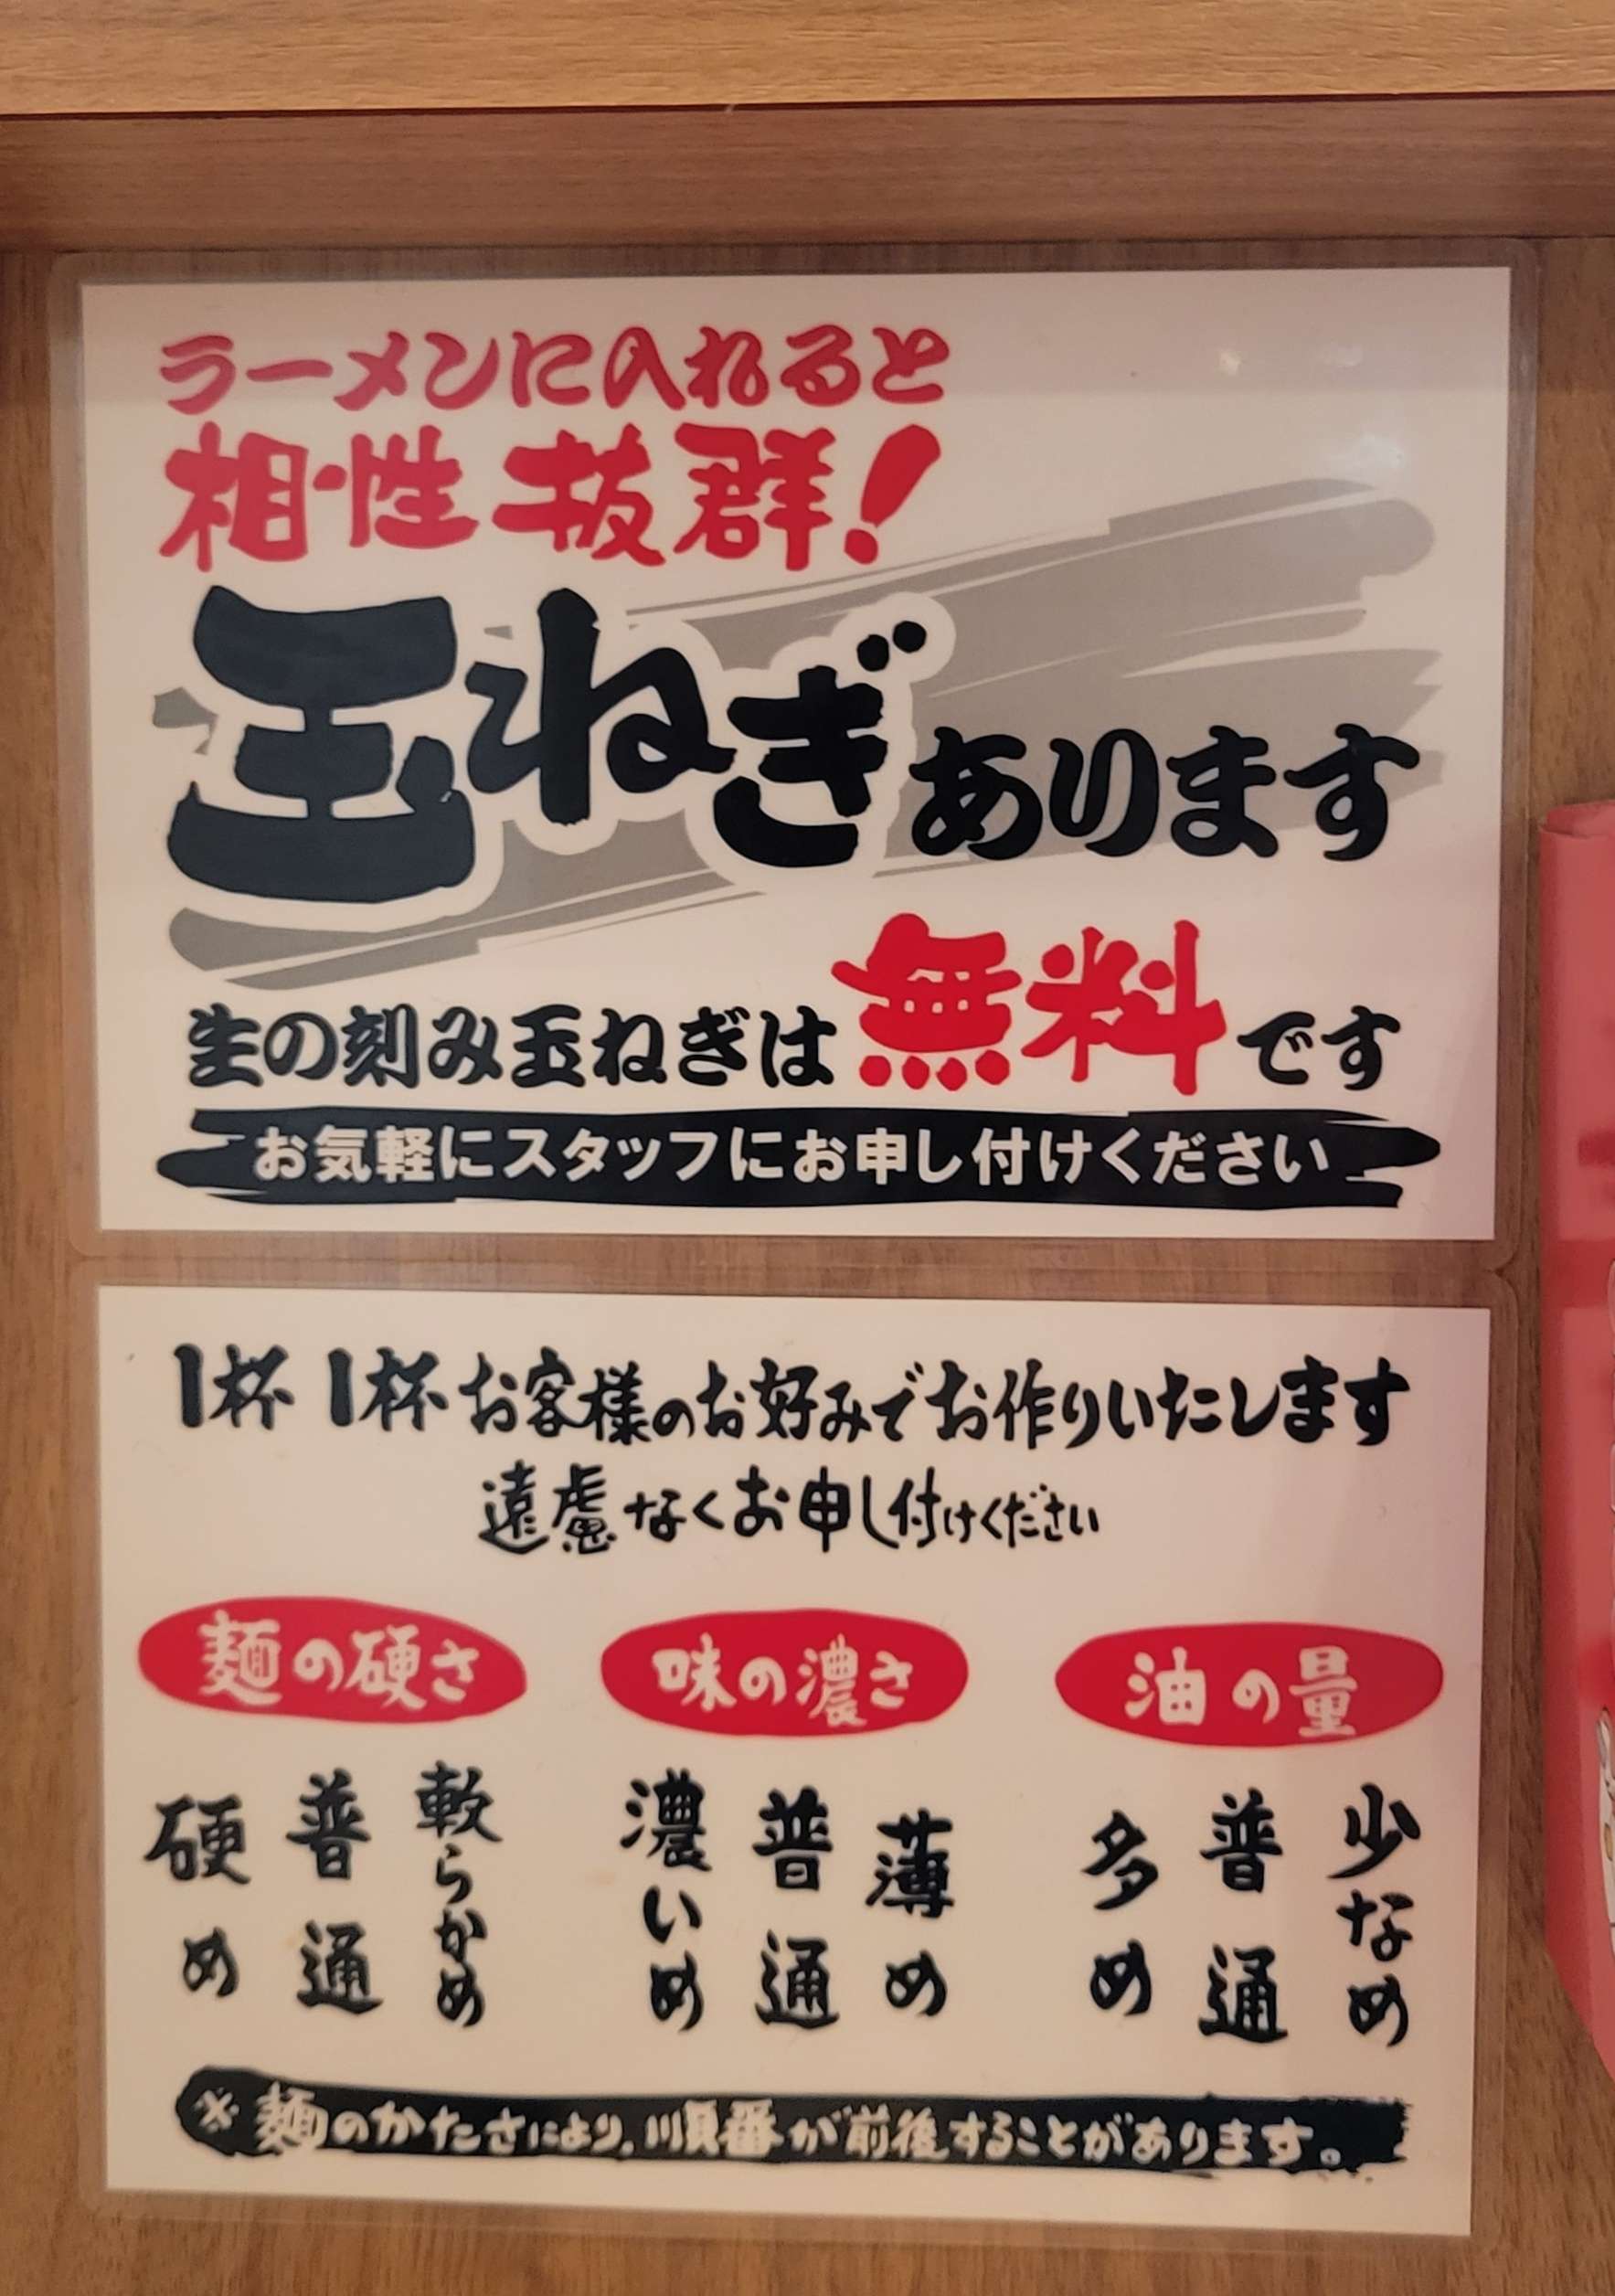 ラーメンに入れると
相性抜群!
玉ねぎあります
生の刻み玉ねぎは無料です
お気軽にスタッフにお申し付けください
1杯1杯お客様のお好みでお作りいたします
遠慮なくお申し付けください
麺の硬さ
硬め
普通
軟らかめ
味の濃さ
濃いめ
普通
薄め
油の量
多め
普通
少なめ
※麺のかたさにより、順番が前後することがあります。